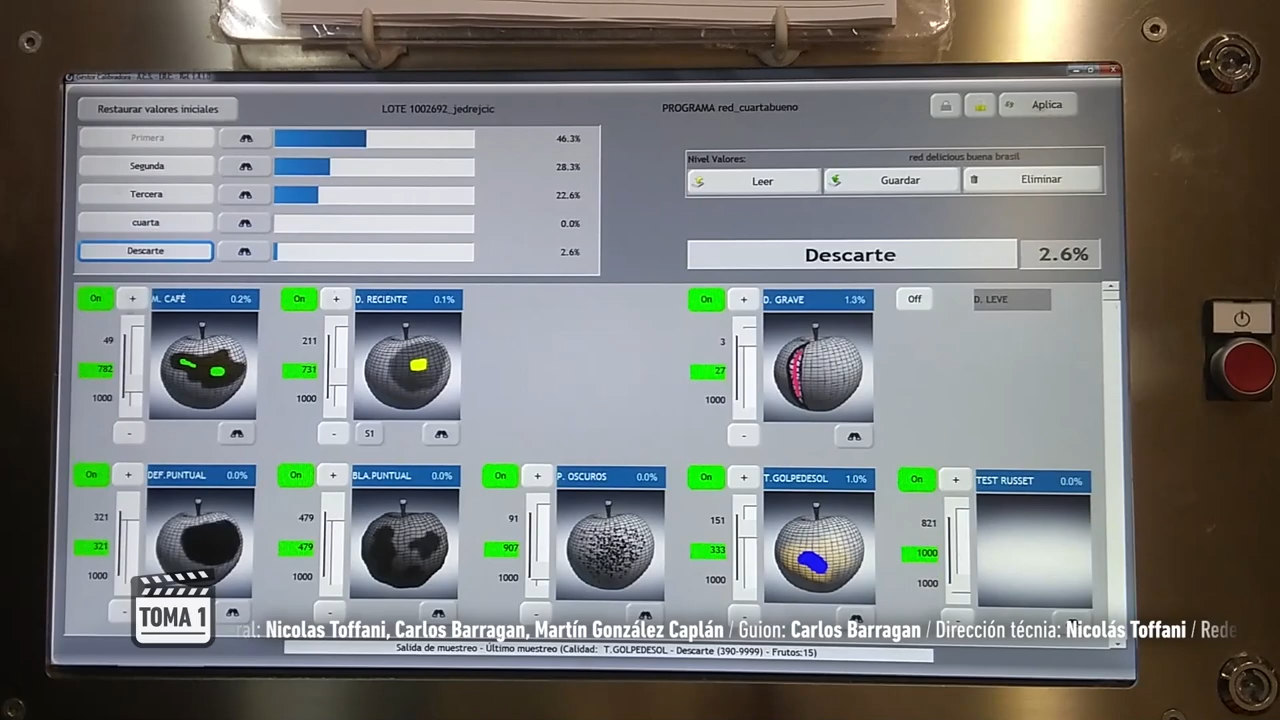 Restaurar valores iniciales
LOTE 1002692_jedrejcic
PROGRAMA red_cuartabueno
Aplica
Primera 46.3%
Segunda 28.3%
Tercera 22.6%
cuarta 0.0%
Descarte 2.6%
Nivel Valores: red delicious buena brasil
Leer Guardar Eliminar
Descarte 2.6%
On + M. CAFÉ 0.2%
49
782
1000
-
On + D. RECIENTE 0.1%
211
731
1000
- S1
On + D. GRAVE 1.3%
3
27
1000
-
Off D. LEVE
On + DEF.PUNTUAL 0.0%
321
321
1000
-
On + BLA.PUNTUAL 0.0%
479
479
1000
-
On + P. OSCUROS 0.0%
91
907
1000
-
On + T.GOLPEDESOL 1.0%
151
333
1000
-
On + TEST RUSSET 0.0%
821
1000
1000
TOMA 1
ral: Nicolas Toffani, Carlos Barragan, Martín González Caplán / Guion: Carlos Barragan / Dirección técnia: Nicolás Toffani / Rede
Salida de muestreo - Último muestreo (Calidad: T.GOLPEDESOL - Descarte (390-9999) - Frutos:15)